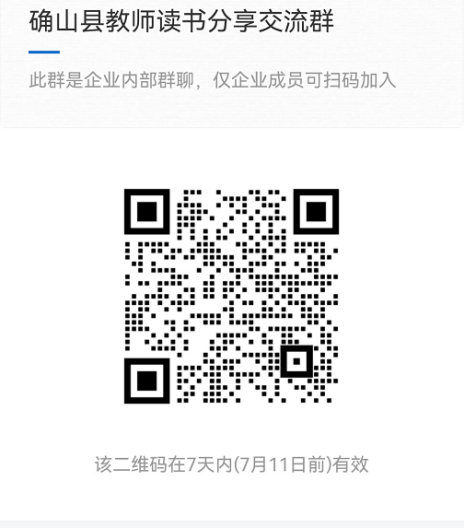 确山县教师读书分享交流群
此群是企业内部群聊，仅企业成员可扫码加入
该二维码在7天内(7月11日前)有效